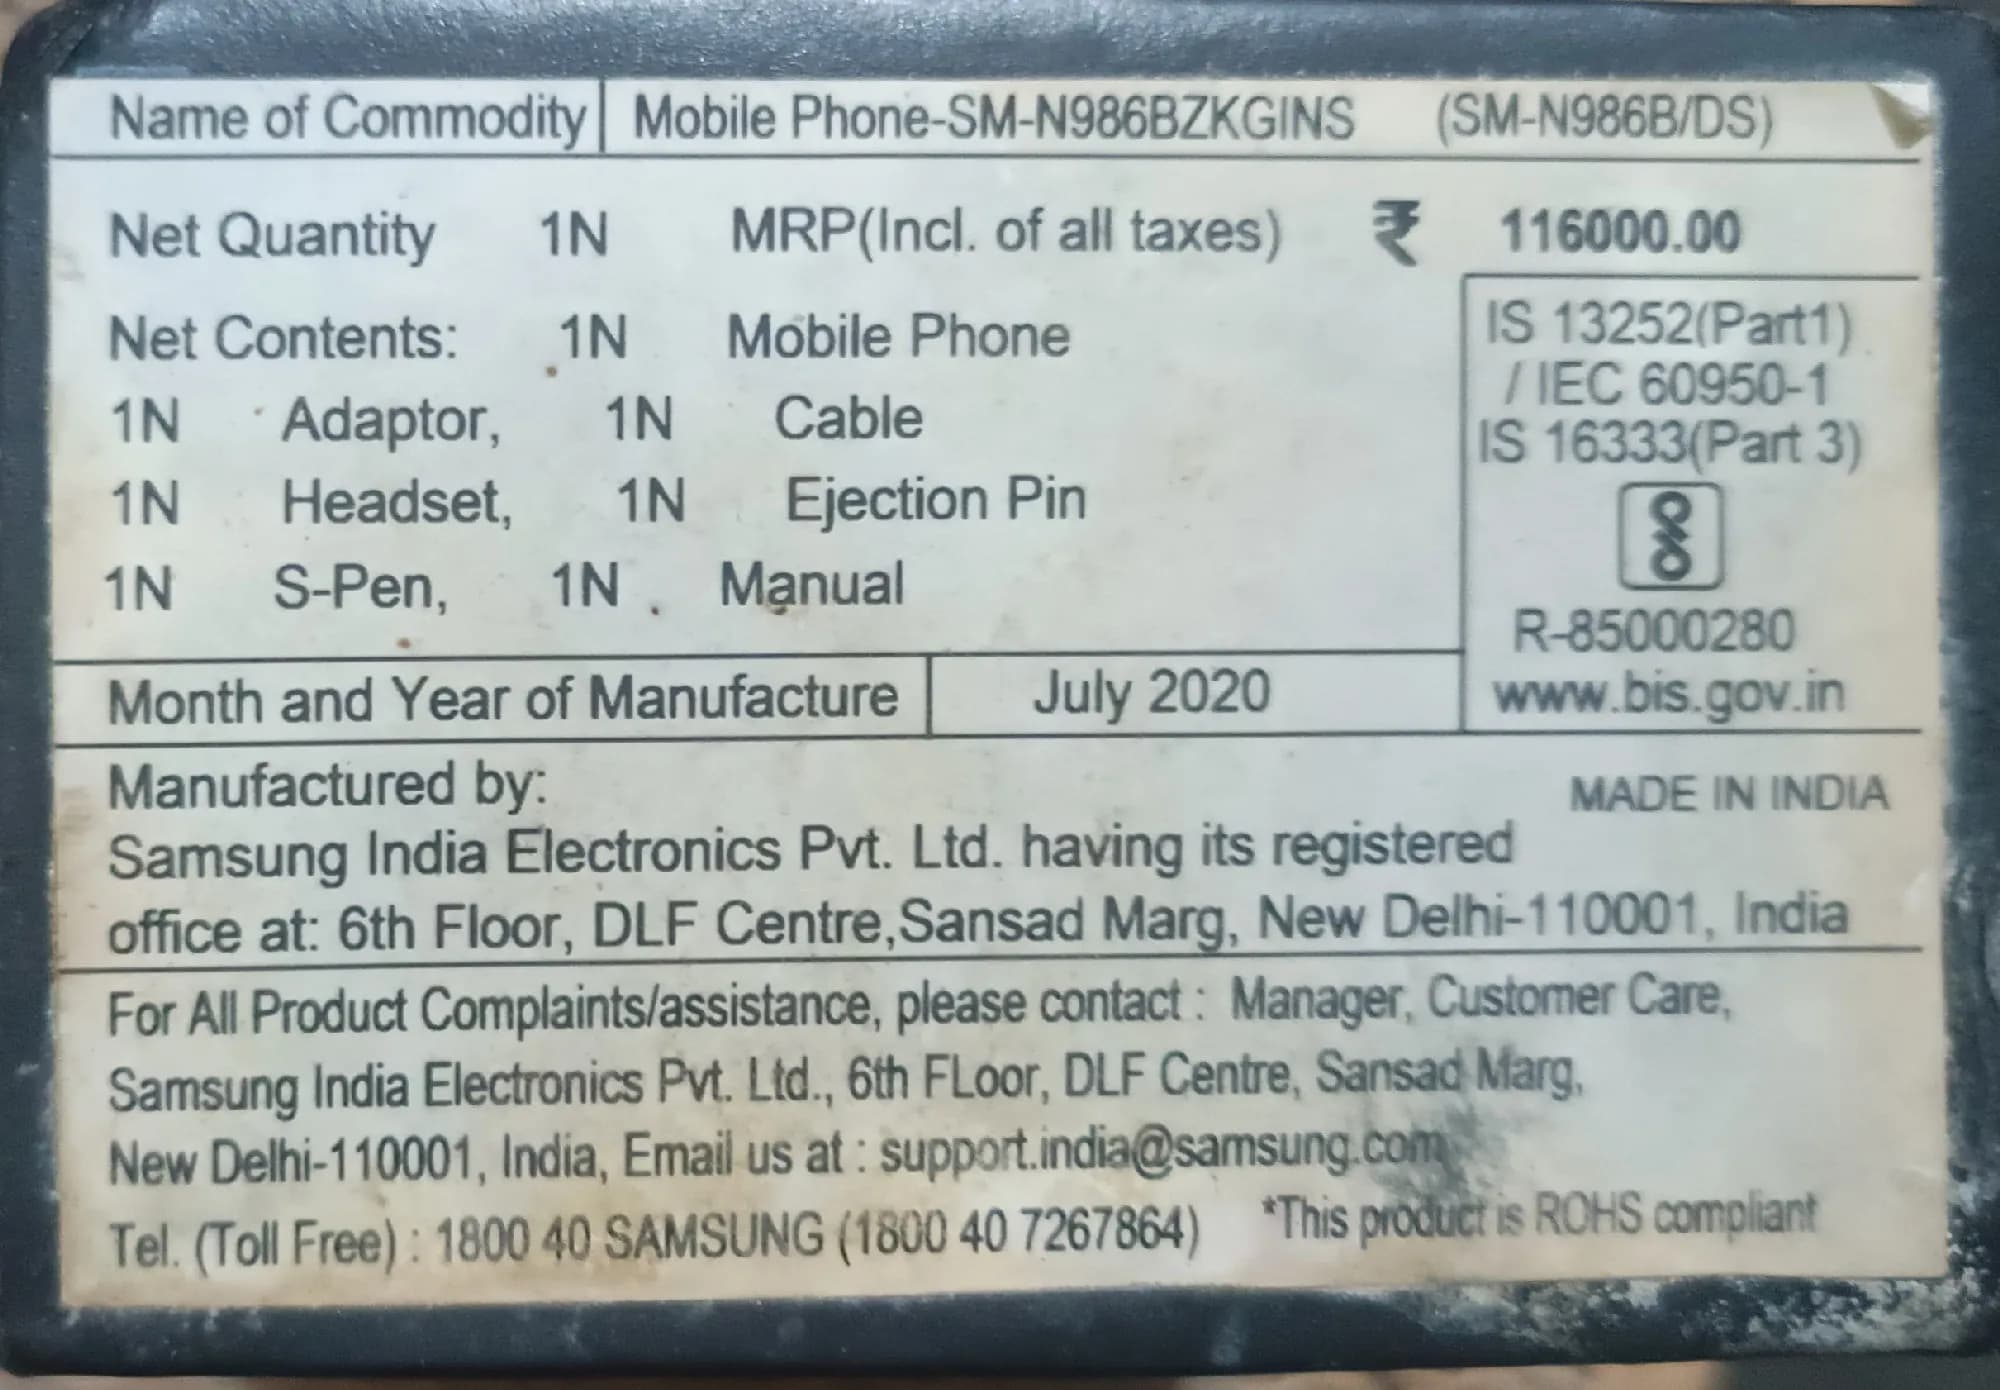 Name of Commodity Mobile Phone-SM-N986BZKGINS (SM-N986B/DS)
Net Quantity 1N MRP(Incl. of all taxes) ₹ 116000.00
Net Contents: 1N Mobile Phone
1N Adaptor, 1N Cable
1N Headset, 1N Ejection Pin
1N S-Pen, 1N Manual
IS 13252(Part1)
/ IEC 60950-1
IS 16333(Part 3)
R-85000280
www.bis.gov.in
Month and Year of Manufacture July 2020
Manufactured by:
MADE IN INDIA
Samsung India Electronics Pvt. Ltd. having its registered
office at: 6th Floor, DLF Centre,Sansad Marg, New Delhi-110001, India
For All Product Complaints/assistance, please contact : Manager, Customer Care,
Samsung India Electronics Pvt. Ltd., 6th FLoor, DLF Centre, Sansad Marg,
New Delhi-110001, India, Email us at : support.india@samsung.com
Tel. (Toll Free) : 1800 40 SAMSUNG (1800 40 7267864) *This product is ROHS compliant